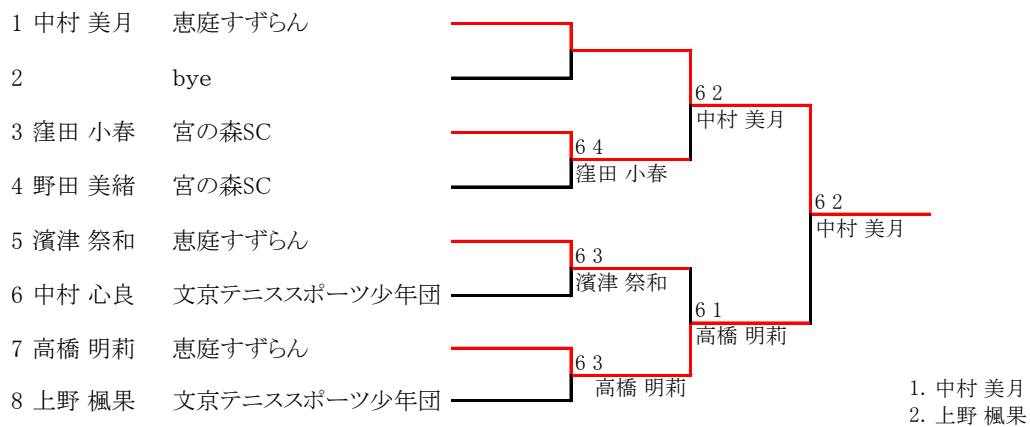 1 中村 美月 恵庭すずらん
2 bye
6 2
中村 美月
3 窪田 小春 宮の森SC
6 4
窪田 小春
4 野田 美緒 宮の森SC
6 2
中村 美月
5 濱津 祭和 恵庭すずらん
6 3
濱津 祭和
6 中村 心良 文京テニススポーツ少年団
6 1
高橋 明莉
7 高橋 明莉 恵庭すずらん
6 3
高橋 明莉
8 上野 楓果 文京テニススポーツ少年団
1. 中村 美月
2. 上野 楓果